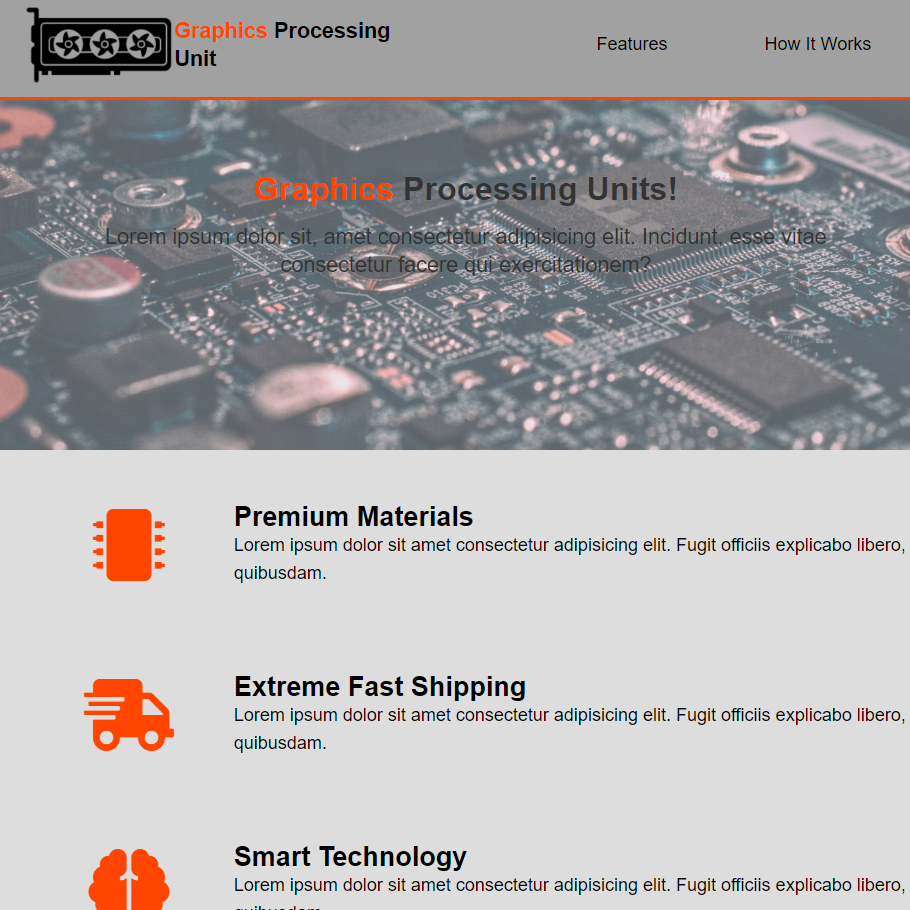 Graphics Processing
Unit
Features
How It Works
Graphics Processing Units!
Lorem ipsum dolor sit, amet consectetur adipisicing elit. Incidunt, esse vitae
consectetur facere qui exercitationem?
Premium Materials
Lorem ipsum dolor sit amet consectetur adipisicing elit. Fugit officiis explicabo libero,
quibusdam.
Extreme Fast Shipping
Lorem ipsum dolor sit amet consectetur adipisicing elit. Fugit officiis explicabo libero,
quibusdam.
Smart Technology
Lorem ipsum dolor sit amet consectetur adipisicing elit. Fugit officiis explicabo libero,